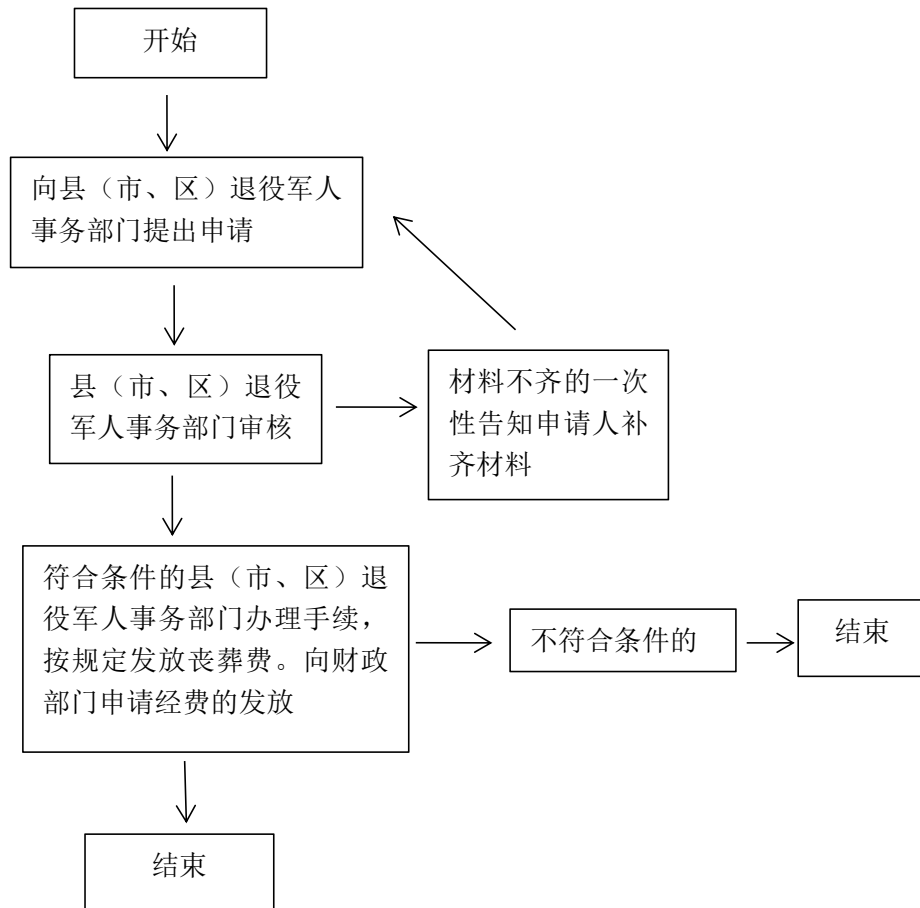 开始
向县（市、区）退役军人
事务部门提出申请
县（市、区）退役
军人事务部门审核
材料不齐的一次
性告知申请人补
齐材料
符合条件的县（市、区）退
役军人事务部门办理手续，
按规定发放丧葬费。向财政
部门申请经费的发放
不符合条件的
结束
结束